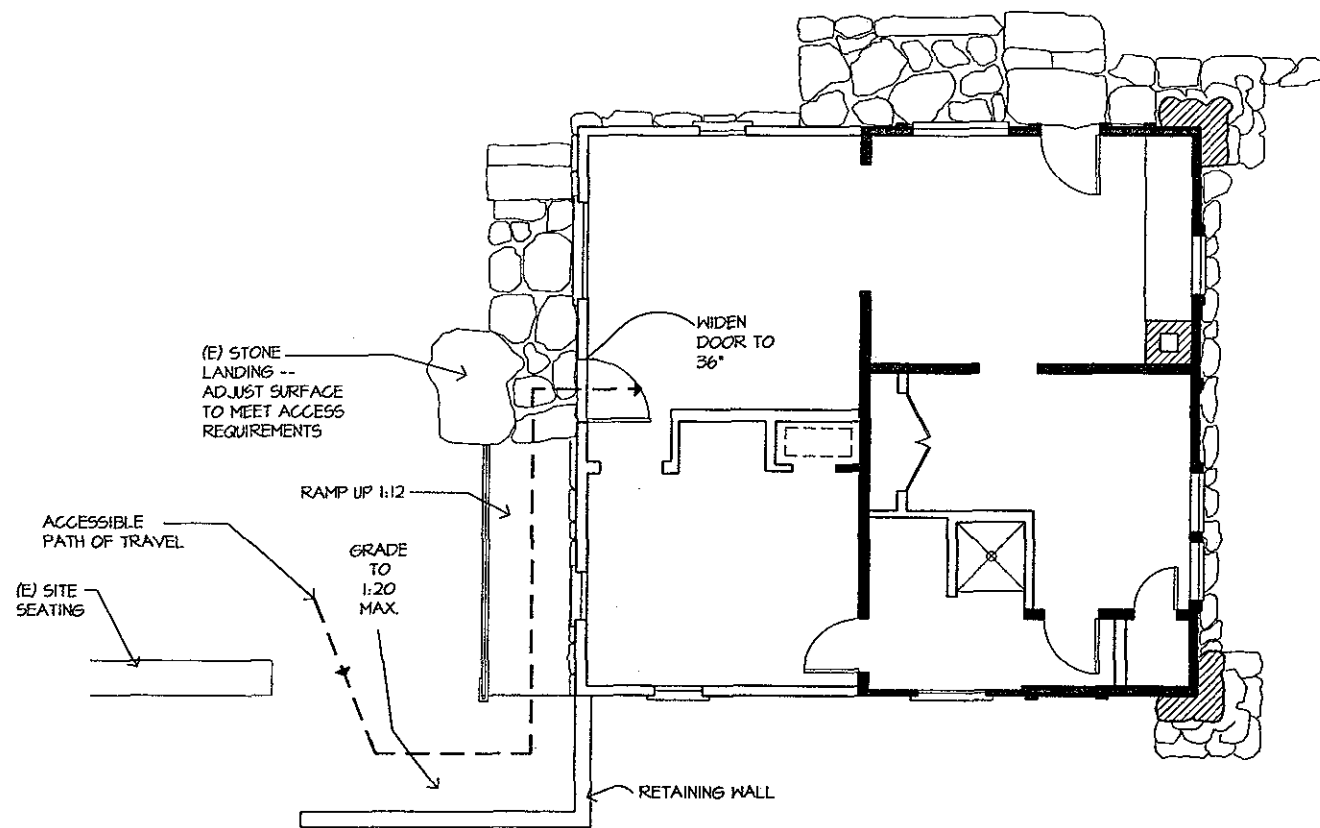 WIDEN
DOOR TO
36"
(E) STONE
LANDING --
ADJUST SURFACE
TO MEET ACCESS
REQUIREMENTS
RAMP UP 1:12
ACCESSIBLE
PATH OF TRAVEL
GRADE
TO
1:20
MAX.
(E) SITE
SEATING
RETAINING WALL